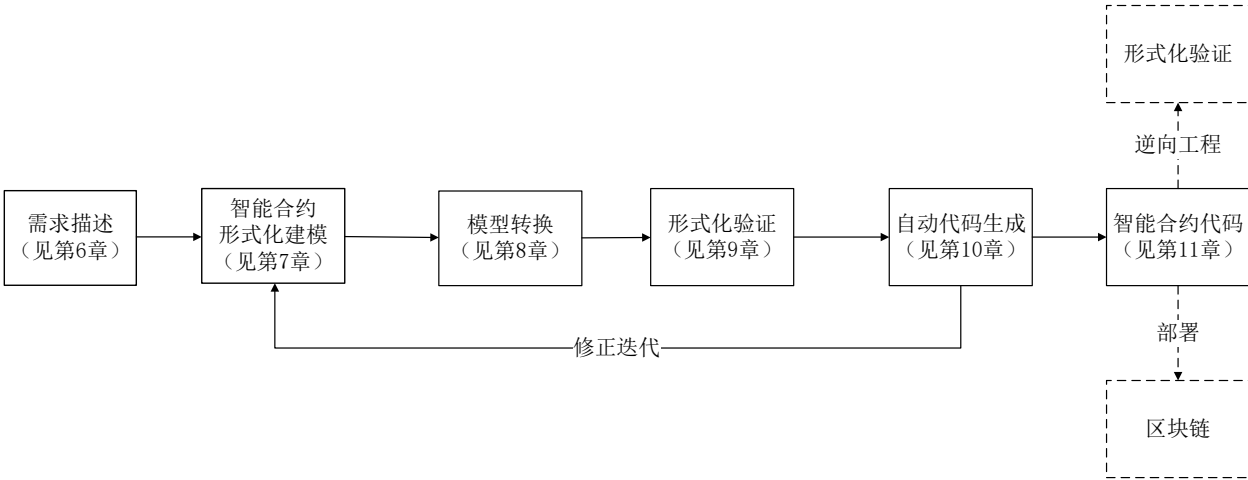 形式化验证
逆向工程
需求描述
（见第6章）
智能合约
形式化建模
（见第7章）
模型转换
（见第8章）
形式化验证
（见第9章）
自动代码生成
（见第10章）
智能合约代码
（见第11章）
修正迭代
部署
区块链